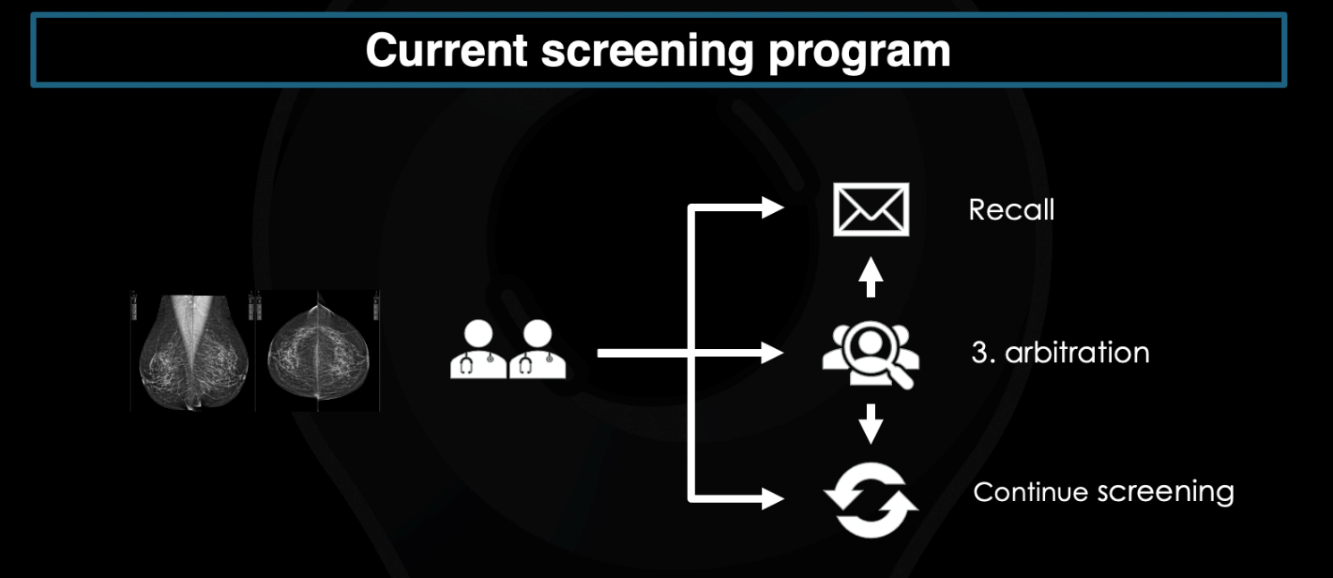 Current screening program
Recall
3. arbitration
Continue screening